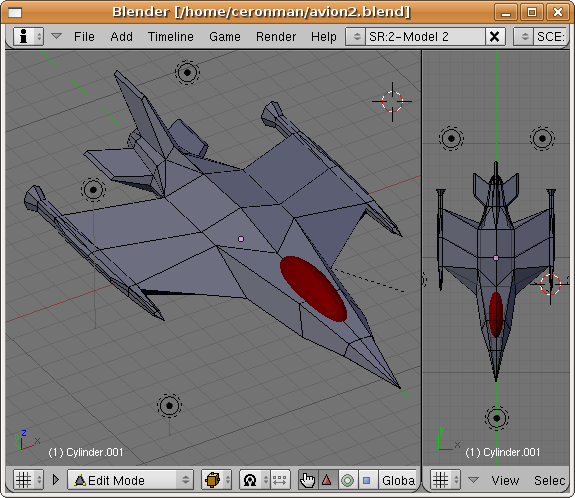 Blender [/home/ceronman/avion2.blend]
File Add Timeline Game Render Help SR:2-Model 2 SCE:
z x
(1) Cylinder.001
x
(1) Cylinder.001
Edit Mode Globa
View Selec